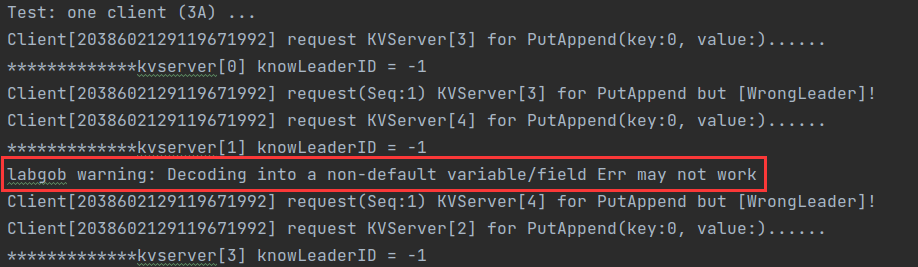 Test: one client (3A) ...
Client[2038602129119671992] request KVServer[3] for PutAppend(key:0, value:)......
*************kvserver[0] knowLeaderID = -1
Client[2038602129119671992] request(Seq:1) KVServer[3] for PutAppend but [WrongLeader]!
Client[2038602129119671992] request KVServer[4] for PutAppend(key:0, value:)......
*************kvserver[1] knowLeaderID = -1
labgob warning: Decoding into a non-default variable/field Err may not work
Client[2038602129119671992] request(Seq:1) KVServer[4] for PutAppend but [WrongLeader]!
Client[2038602129119671992] request KVServer[2] for PutAppend(key:0, value:)......
*************kvserver[3] knowLeaderID = -1